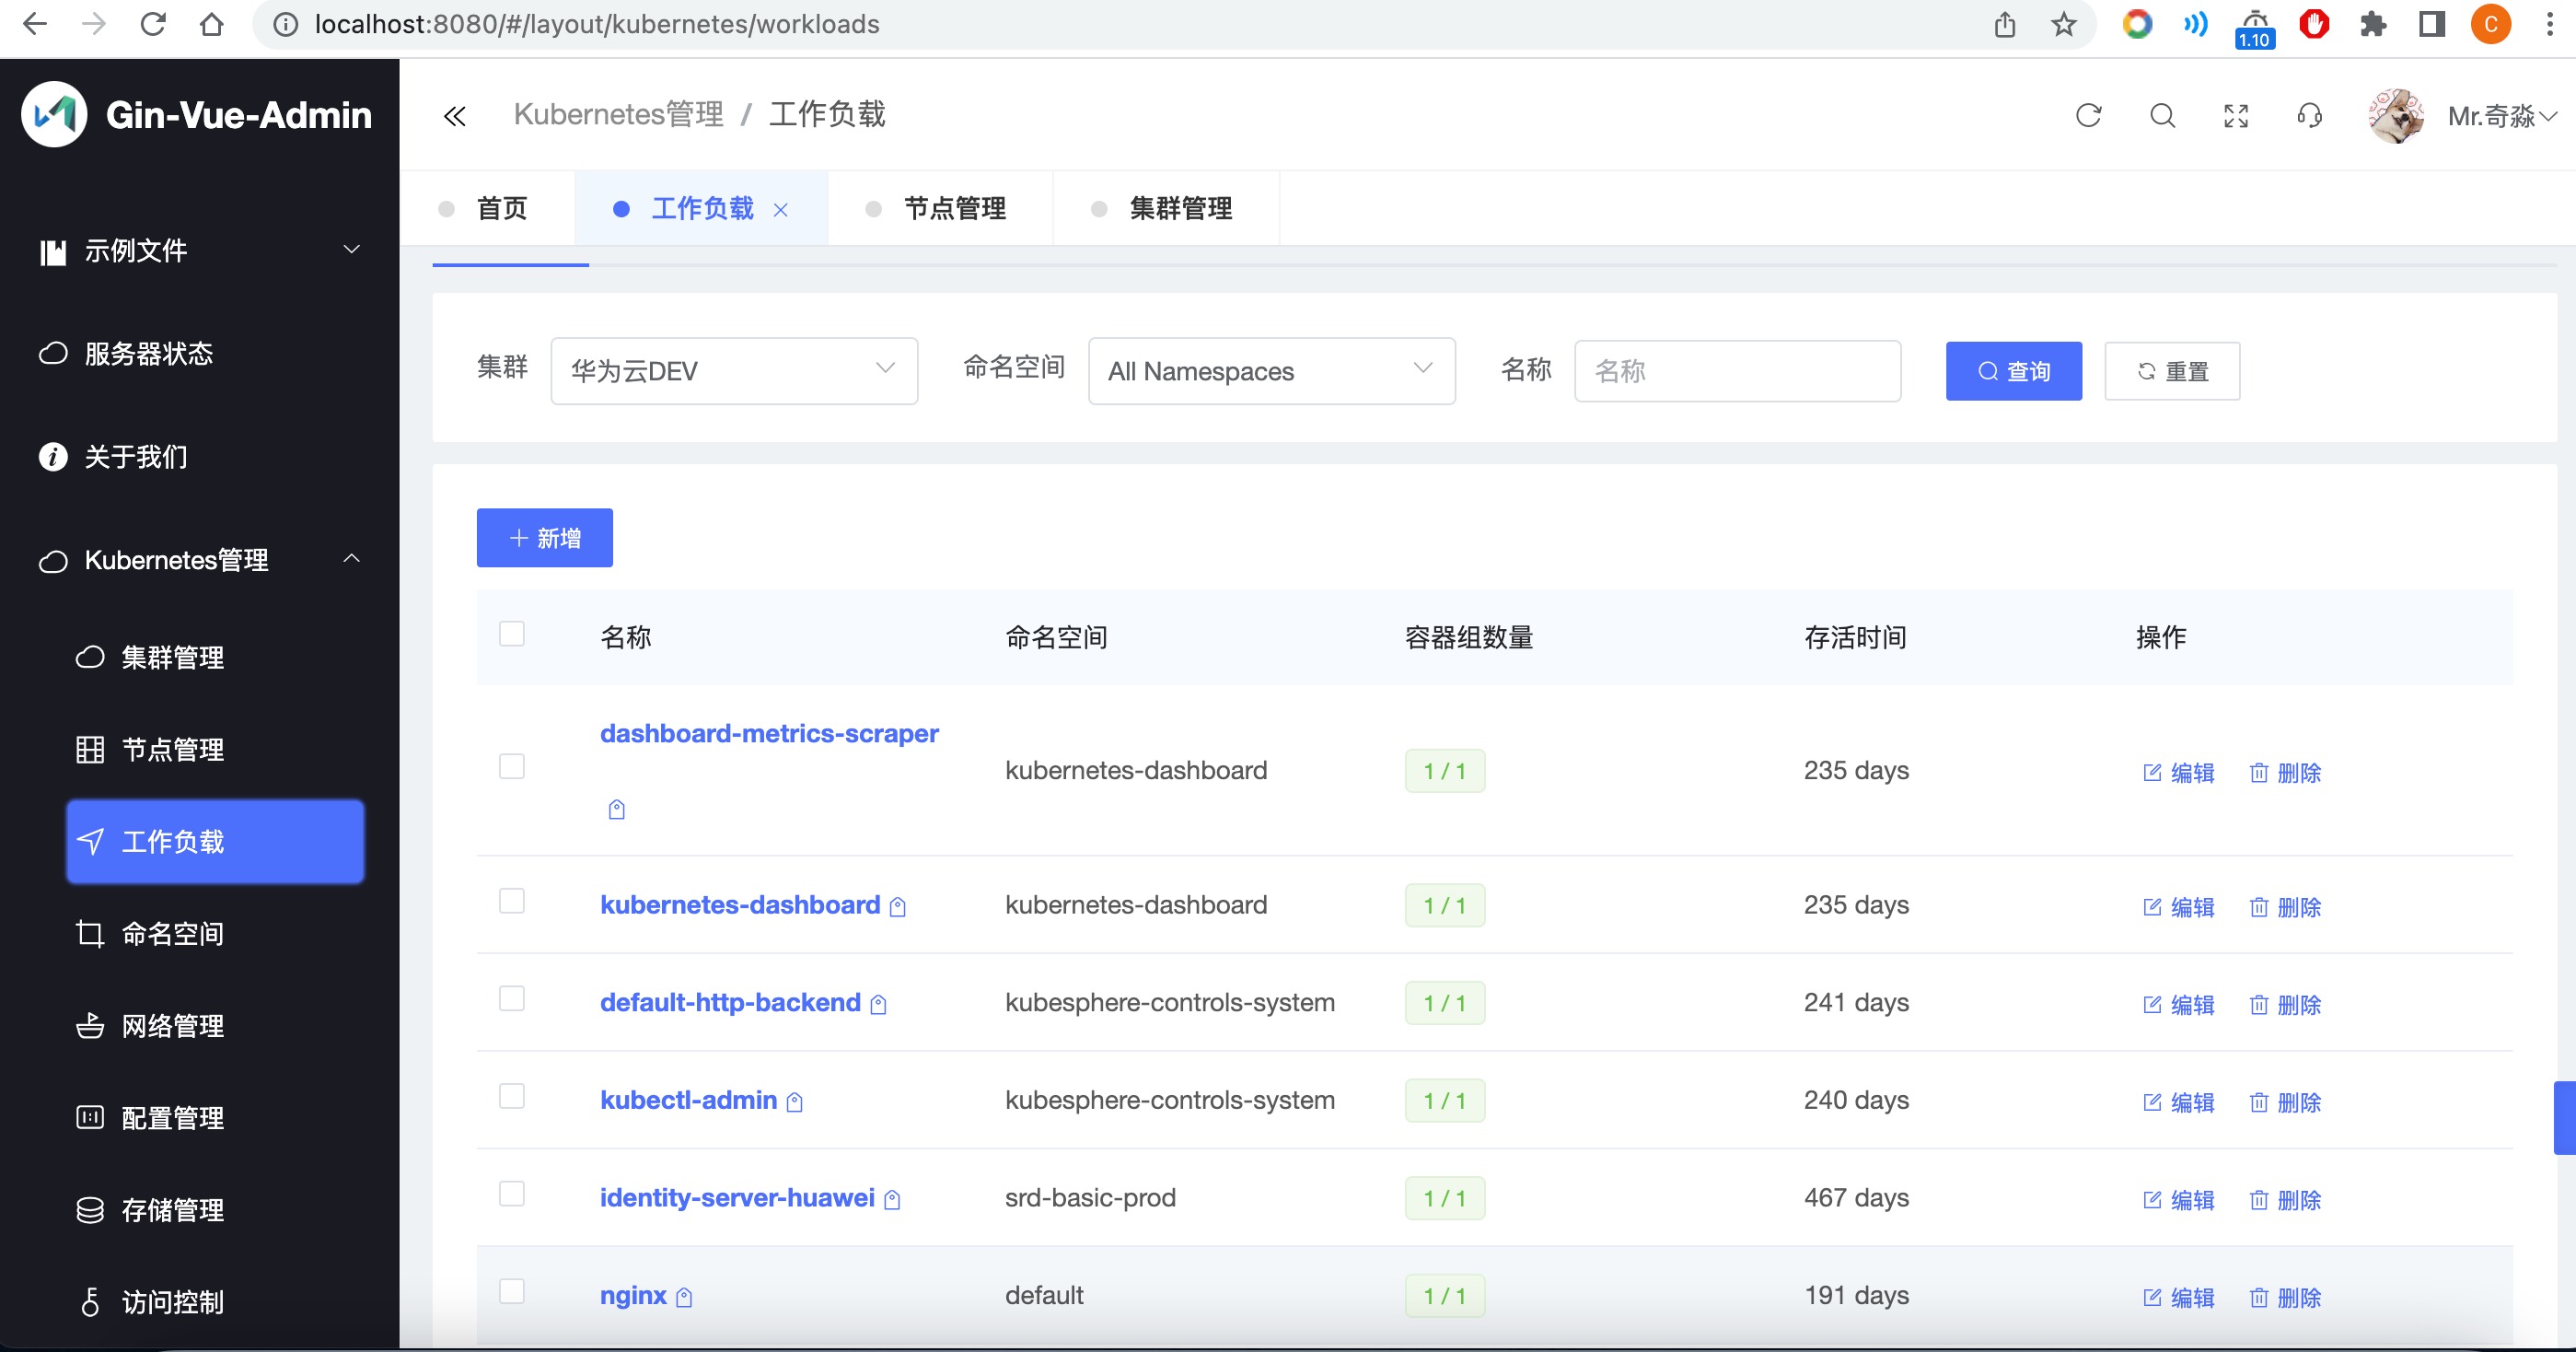 localhost:8080/#/layout/kubernetes/workloads
1.10
C
Gin-Vue-Admin
Kubernetes管理 / 工作负载
Mr.奇淼
首页
工作负载
节点管理
集群管理
示例文件
服务器状态
关于我们
Kubernetes管理
集群管理
节点管理
工作负载
命名空间
网络管理
配置管理
存储管理
访问控制
集群 华为云DEV 命名空间 All Namespaces 名称 名称 查询 重置
新增
名称 命名空间 容器组数量 存活时间 操作
dashboard-metrics-scraper kubernetes-dashboard 1 / 1 235 days 编辑 删除
kubernetes-dashboard kubernetes-dashboard 1 / 1 235 days 编辑 删除
default-http-backend kubesphere-controls-system 1 / 1 241 days 编辑 删除
kubectl-admin kubesphere-controls-system 1 / 1 240 days 编辑 删除
identity-server-huawei srd-basic-prod 1 / 1 467 days 编辑 删除
nginx default 1 / 1 191 days 编辑 删除